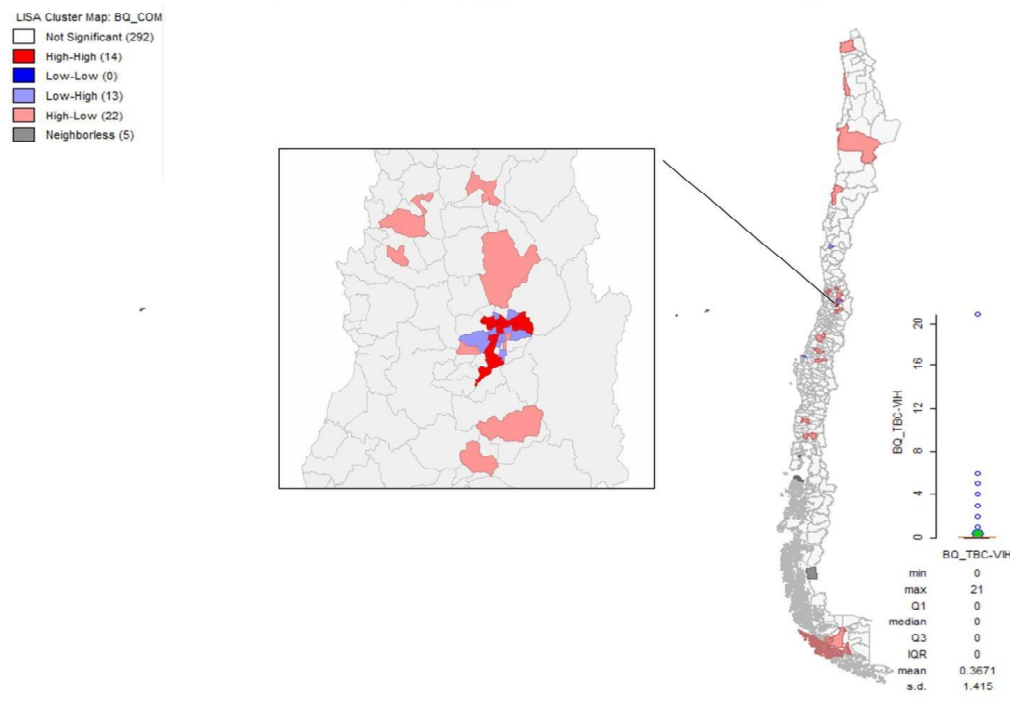 LISA Cluster Map: BQ_COM
Not Significant (292)
High-High (14)
Low-Low (0)
Low-High (13)
High-Low (22)
Neighborless (5)
20
16
12
8
4
0
BQ_TBC-VIH
BQ_TBC-VIH
min 0
max 21
Q1 0
median 0
Q3 0
IQR 0
mean 0.3671
s.d. 1.415